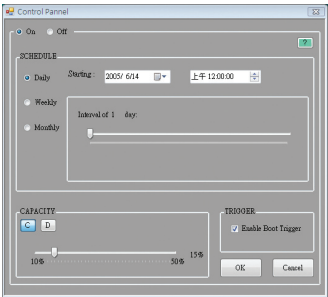 Control Pannel
On Off
?
SCHEDULE
Daily Starting : 2005/ 6/14 上午 12:00:00
Weekly
Monthly
Interval of 1 day:
CAPACITY
C D
10% 50% 15%
TRIGGER
Enable Boot Trigger
OK Cancel